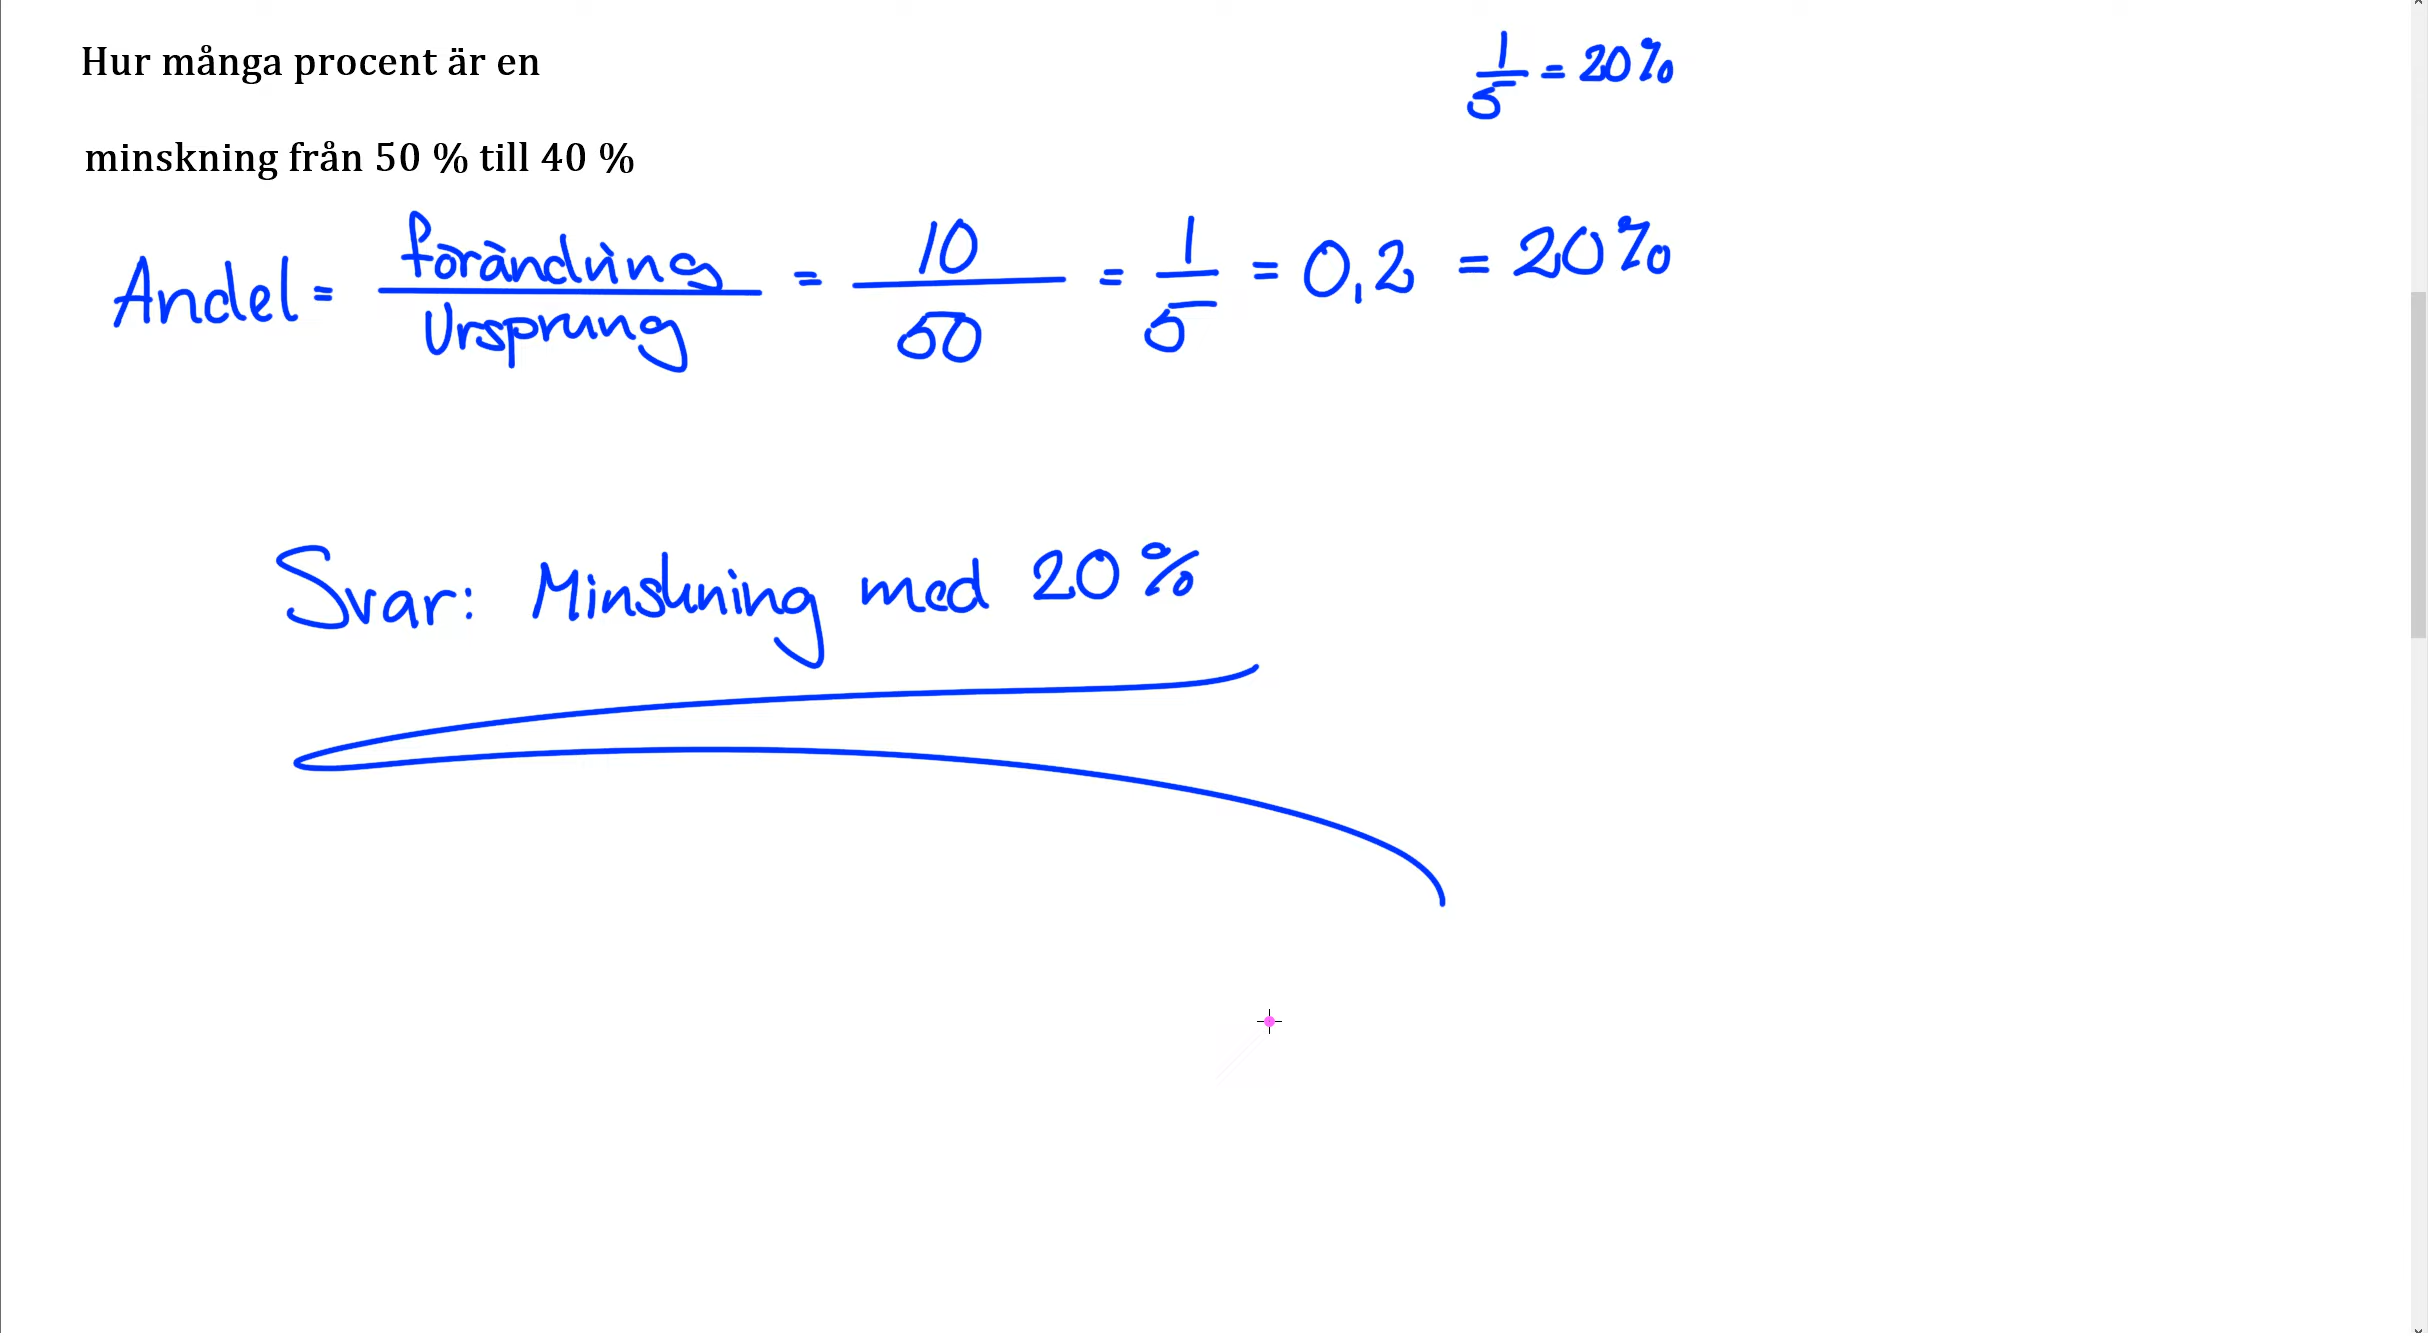 Hur många procent är en
1/5 = 20%
minskning från 50 % till 40 %
Andel = förändring/Ursprung = 10/50 = 1/5 = 0,2 = 20%
Svar: Minskning med 20%